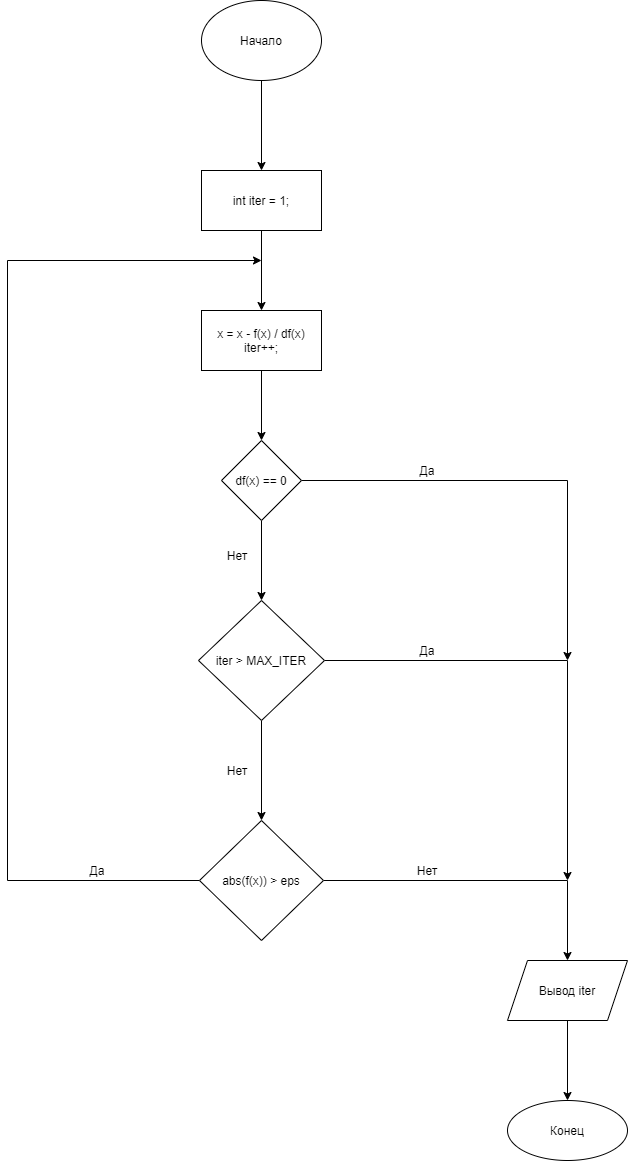 Начало
int iter = 1;
x = x - f(x) / df(x)
iter++;
df(x) == 0
Да
Нет
iter > MAX_ITER
Да
Нет
abs(f(x)) > eps
Да
Нет
Вывод iter
Конец